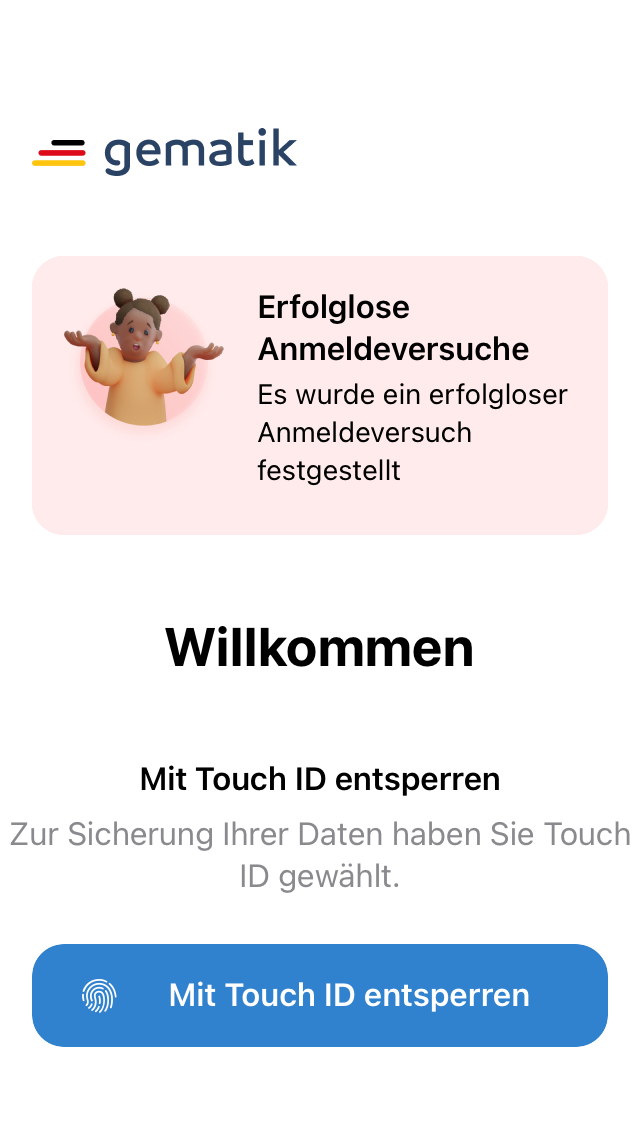 gematik
Erfolglose
Anmeldeversuche
Es wurde ein erfolgloser
Anmeldeversuch
festgestellt
Willkommen
Mit Touch ID entsperren
Zur Sicherung Ihrer Daten haben Sie Touch
ID gewählt.
Mit Touch ID entsperren